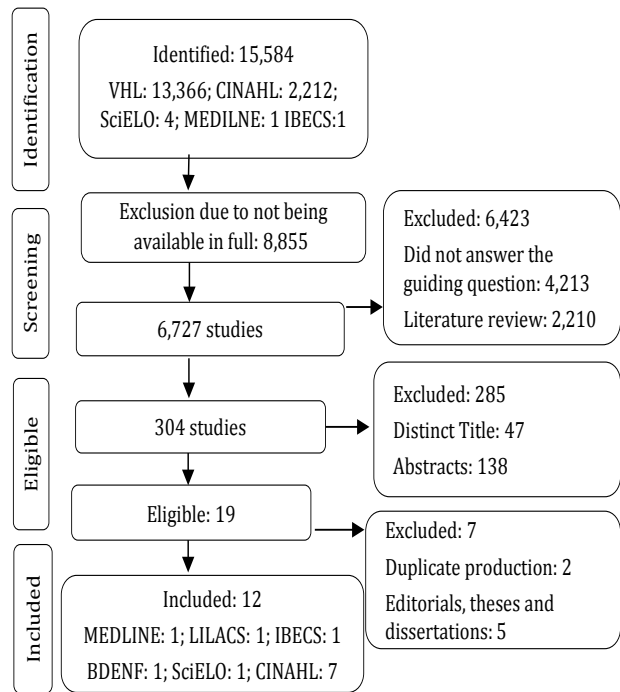 Identification
Identified: 15,584
VHL: 13,366; CINAHL: 2,212;
SciELO: 4; MEDILNE: 1 IBECS:1
Screening
Exclusion due to not being
available in full: 8,855
6,727 studies
Excluded: 6,423
Did not answer the
guiding question: 4,213
Literature review: 2,210
Eligible
304 studies
Excluded: 285
Distinct Title: 47
Abstracts: 138
Eligible: 19
Excluded: 7
Duplicate production: 2
Editorials, theses and
dissertations: 5
Included
Included: 12
MEDLINE: 1; LILACS: 1; IBECS: 1
BDENF: 1; SciELO: 1; CINAHL: 7